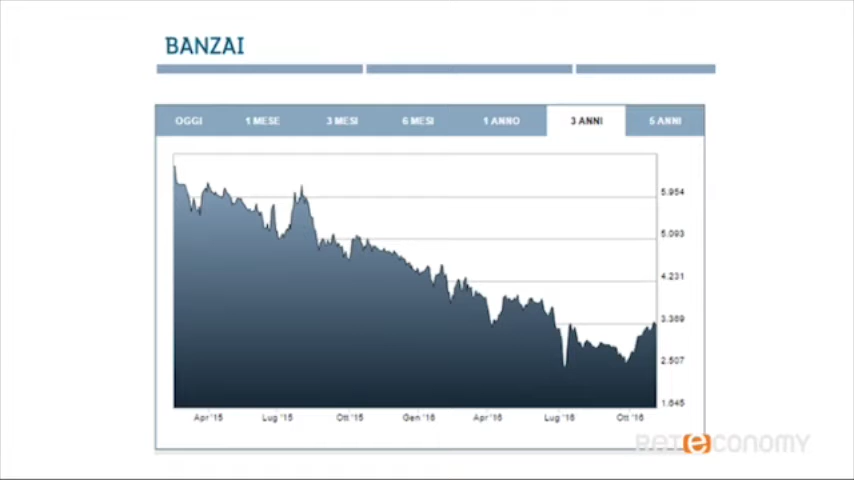 BANZAI
OGGI 1 MESE 3 MESI 6 MESI 1 ANNO 3 ANNI 5 ANNI
5.954
5.093
4.231
3.369
2.507
1.645
Apr '15 Lug '15 Ott '15 Gen '16 Apr '16 Lug '16 Ott '16
RAIECONOMY